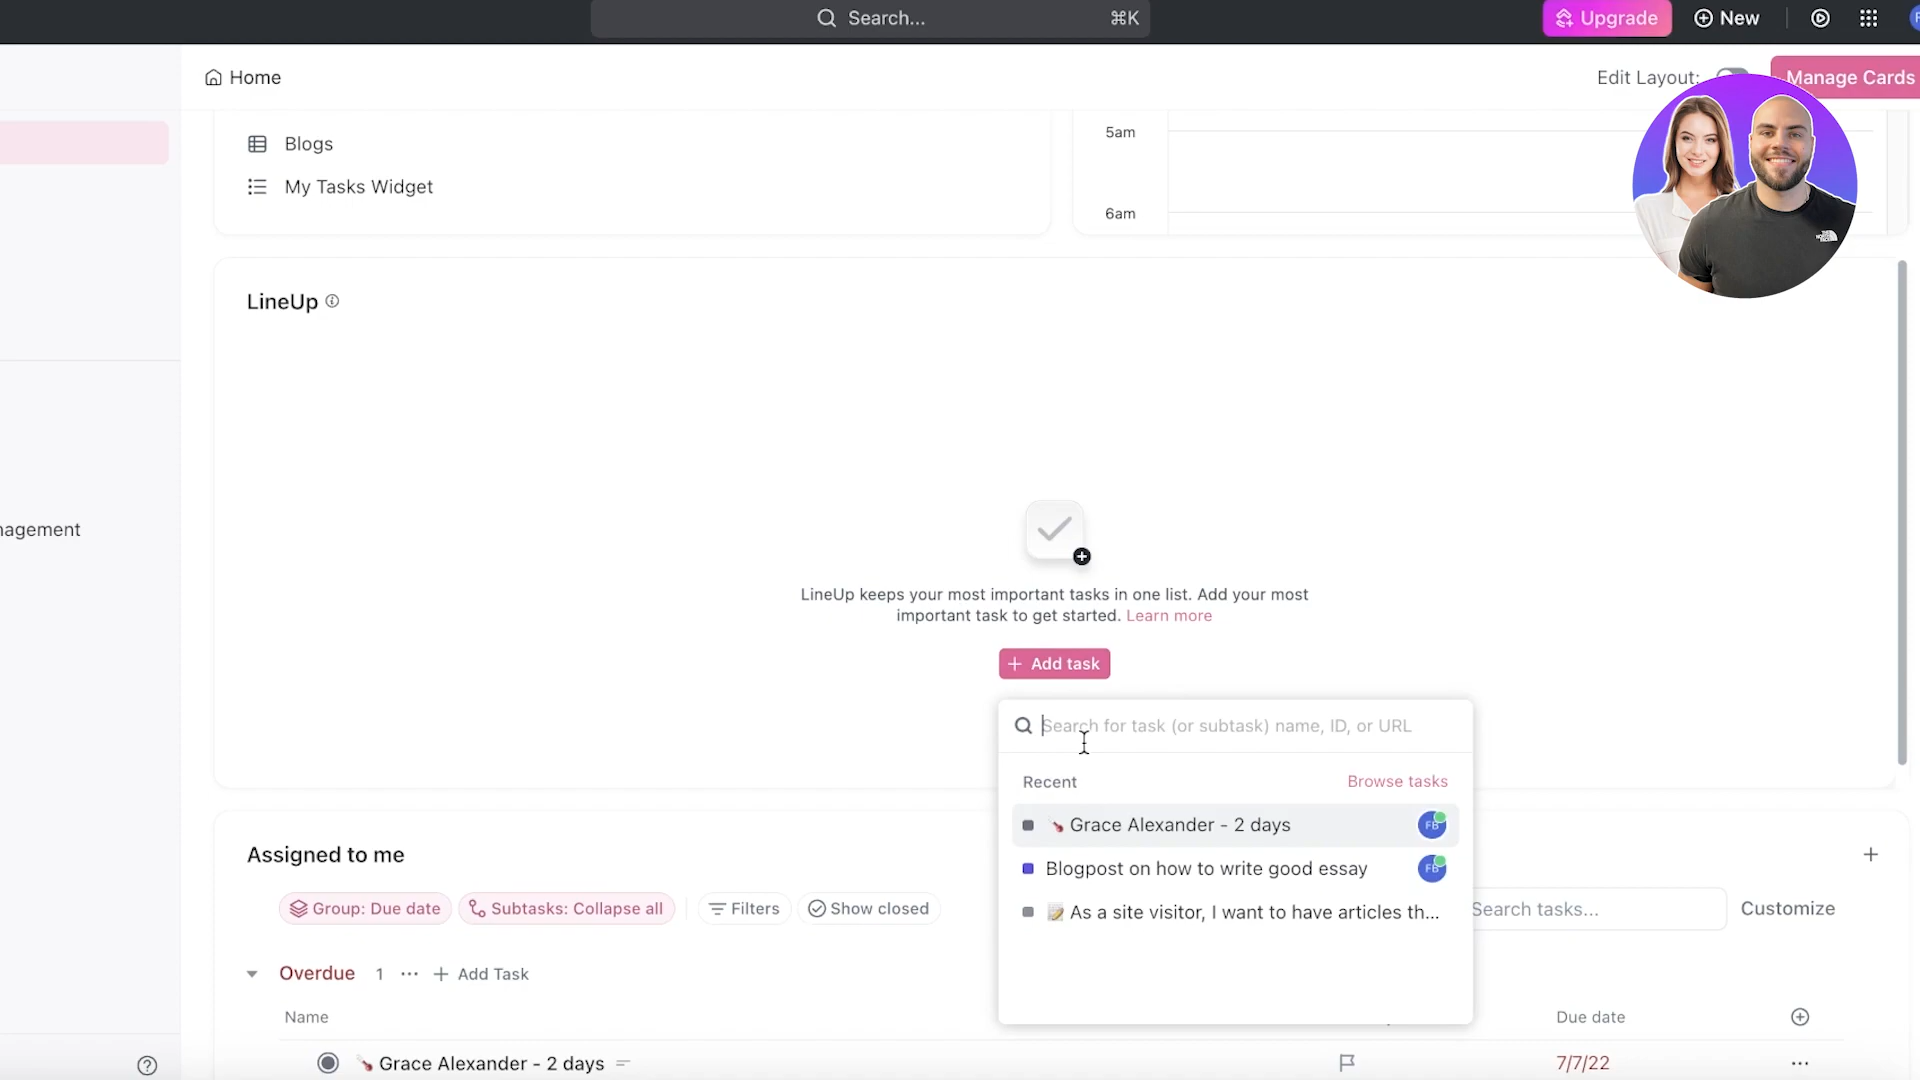 Search...
⌘K
Upgrade
New
Home
Edit Layout:
Manage Cards
Blogs
My Tasks Widget
5am
6am
LineUp
nagement
LineUp keeps your most important tasks in one list. Add your most
important task to get started. Learn more
+ Add task
Search for task (or subtask) name, ID, or URL
Recent
Browse tasks
Grace Alexander - 2 days
FB
Blogpost on how to write good essay
FB
As a site visitor, I want to have articles th...
Assigned to me
Group: Due date
Subtasks: Collapse all
Filters
Show closed
Search tasks...
Customize
Overdue 1 ... + Add Task
Name
Due date
Grace Alexander - 2 days
7/7/22